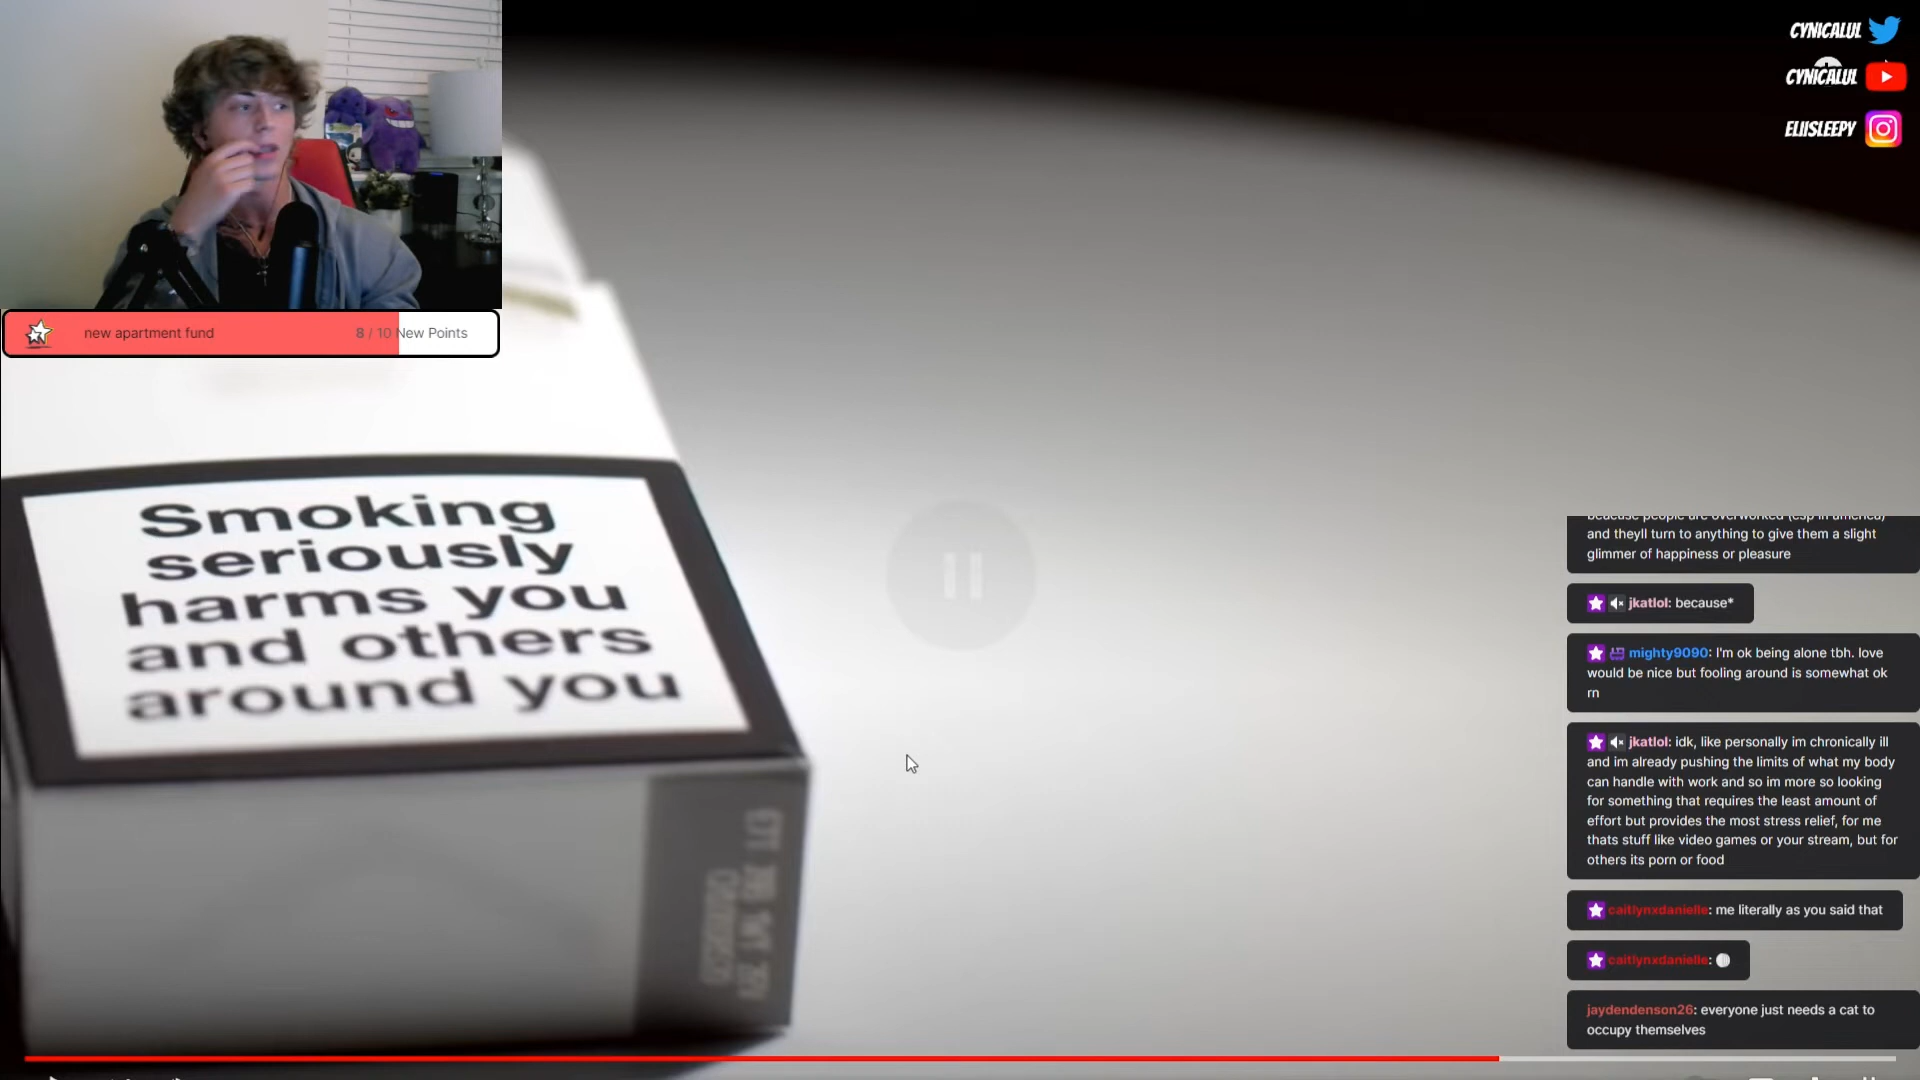 CYNICALUL
CYNICALUL
ELIISLEEPY
new apartment fund
8 / 10 New Points
Smoking
seriously
harms you
and others
around you
and theyll turn to anything to give them a slight
glimmer of happiness or pleasure
jkatlol: because*
mighty9090: I'm ok being alone tbh. love
would be nice but fooling around is somewhat ok
rn
jkatlol: idk, like personally im chronically ill
and im already pushing the limits of what my body
can handle with work and so im more so looking
for something that requires the least amount of
effort but provides the most stress relief, for me
thats stuff like video games or your stream, but for
others its porn or food
caitlynxdanielle: me literally as you said that
caitlynxdanielle:
jaydendenson26: everyone just needs a cat to
occupy themselves